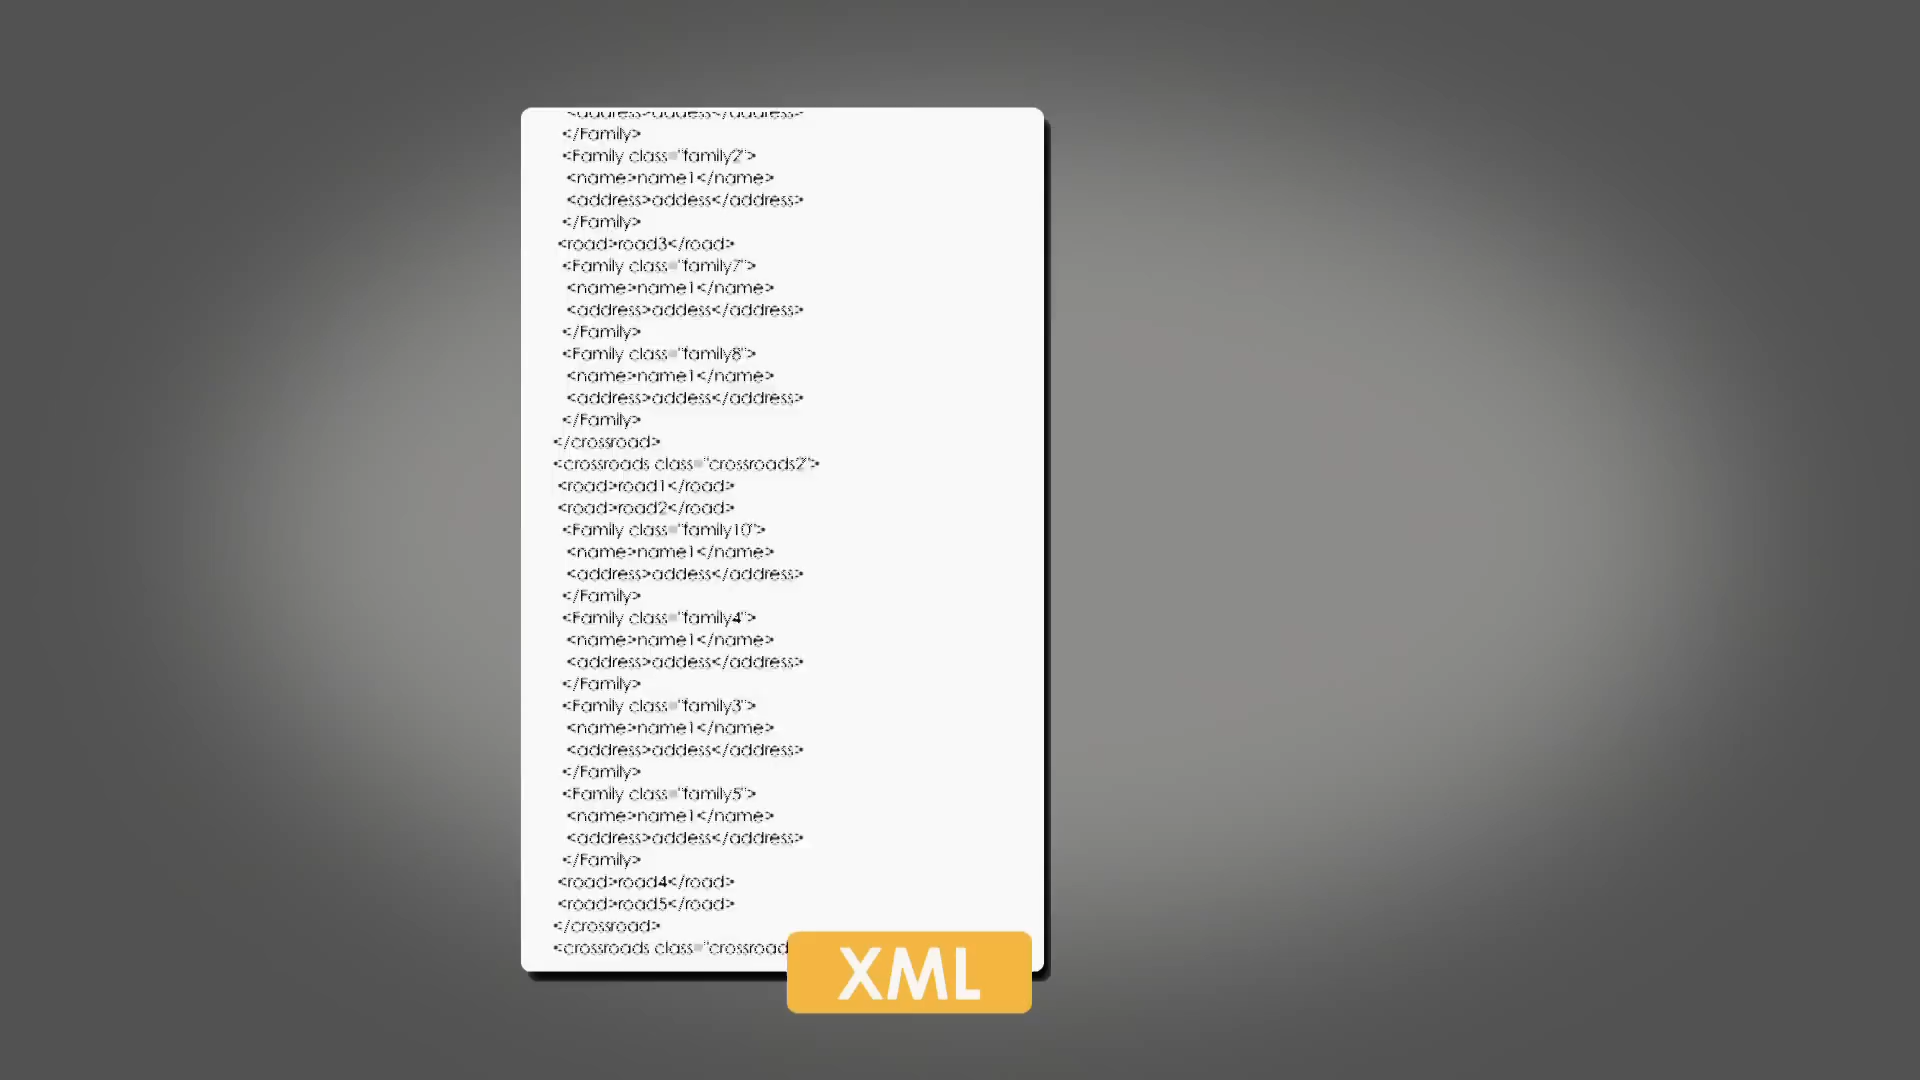 <address>addess</address>
</Family>
<Family class="family2">
<name>name1</name>
<address>addess</address>
</Family>
<road>road3</road>
<Family class="family7">
<name>name1</name>
<address>addess</address>
</Family>
<Family class="family8">
<name>name1</name>
<address>addess</address>
</Family>
</crossroad>
<crossroads class="crossroads2">
<road>road1</road>
<road>road2</road>
<Family class="family10">
<name>name1</name>
<address>addess</address>
</Family>
<Family class="family4">
<name>name1</name>
<address>addess</address>
</Family>
<Family class="family3">
<name>name1</name>
<address>addess</address>
</Family>
<Family class="family5">
<name>name1</name>
<address>addess</address>
</Family>
<road>road4</road>
<road>road5</road>
</crossroad>
<crossroads class="crossroad
XML